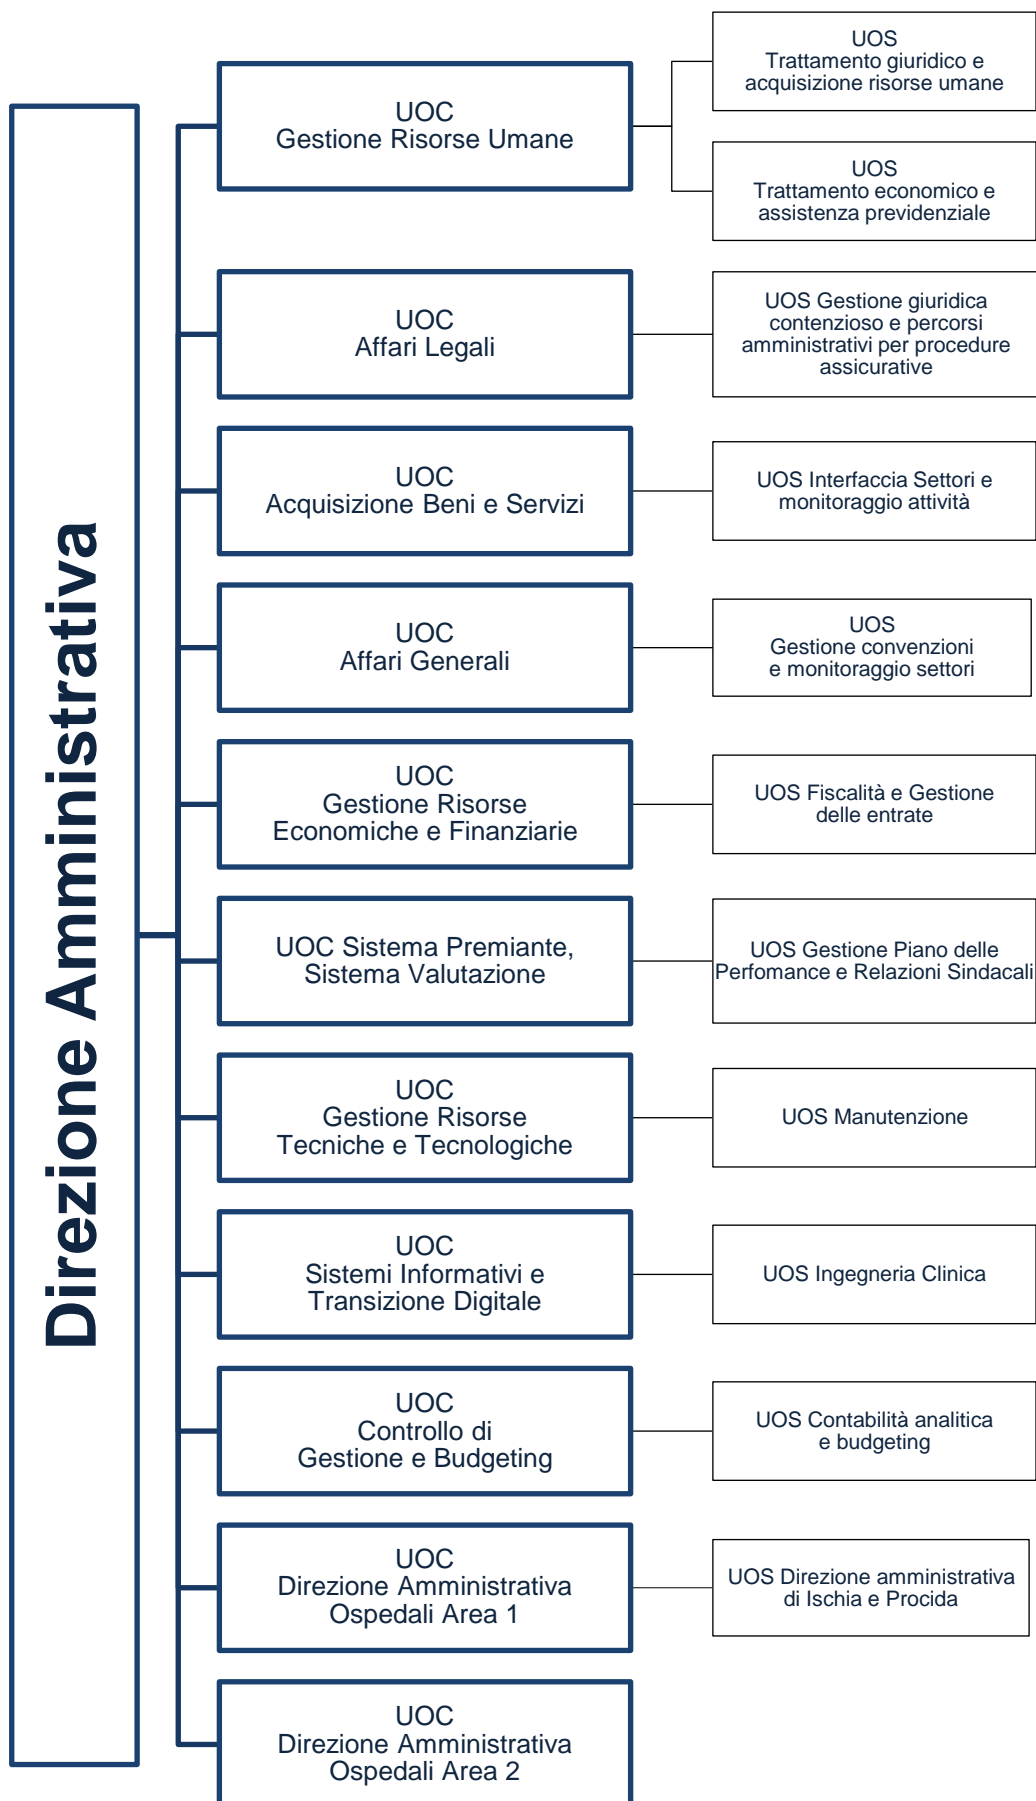 Direzione Amministrativa
UOC
Gestione Risorse Umane
UOS
Trattamento giuridico e
acquisizione risorse umane
UOS
Trattamento economico e
assistenza previdenziale
UOC
Affari Legali
UOS Gestione giuridica
contenzioso e percorsi
amministrativi per procedure
assicurative
UOC
Acquisizione Beni e Servizi
UOS Interfaccia Settori e
monitoraggio attività
UOC
Affari Generali
UOS
Gestione convenzioni
e monitoraggio settori
UOC
Gestione Risorse
Economiche e Finanziarie
UOS Fiscalità e Gestione
delle entrate
UOC Sistema Premiante,
Sistema Valutazione
UOS Gestione Piano delle
Perfomance e Relazioni Sindacali
UOC
Gestione Risorse
Tecniche e Tecnologiche
UOS Manutenzione
UOC
Sistemi Informativi e
Transizione Digitale
UOS Ingegneria Clinica
UOC
Controllo di
Gestione e Budgeting
UOS Contabilità analitica
e budgeting
UOC
Direzione Amministrativa
Ospedali Area 1
UOS Direzione amministrativa
di Ischia e Procida
UOC
Direzione Amministrativa
Ospedali Area 2